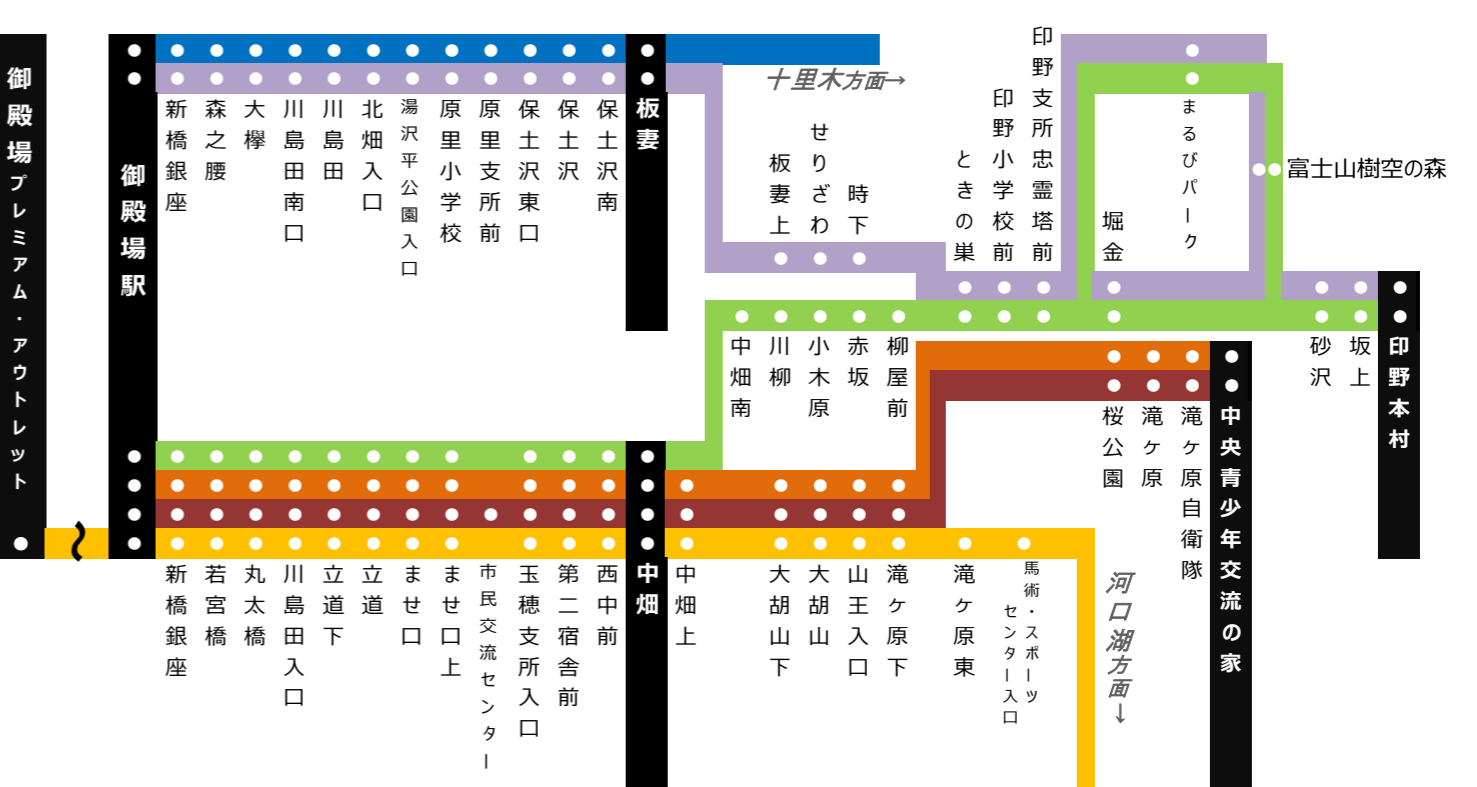 御殿場プレミアム・アウトレット
御殿場駅
新橋銀座
森之腰
大欅
川島田南口
川島田
北畑入口
湯沢平公園入口
原里小学校
原里支所前
保土沢東口
保土沢
保土沢南
板妻
十里木方面→
板妻上
せりざわ
時下
ときの巣
印野小学校前
印野支所忠霊塔前
堀金
まるびパーク
富士山樹空の森
砂沢
坂上
印野本村
中畑南
川柳
小木原
赤坂
柳屋前
桜公園
滝ヶ原
滝ヶ原自衛隊
中央青少年交流の家
新橋銀座
若宮橋
丸太橋
川島田入口
立道下
立道
ませ口
ませ口上
市民交流センター
玉穂支所入口
第二宿舎前
西中前
中畑
中畑上
大胡山下
大胡山
山王入口
滝ヶ原下
滝ヶ原東
馬術・スポーツ
センター入口
河口湖方面→